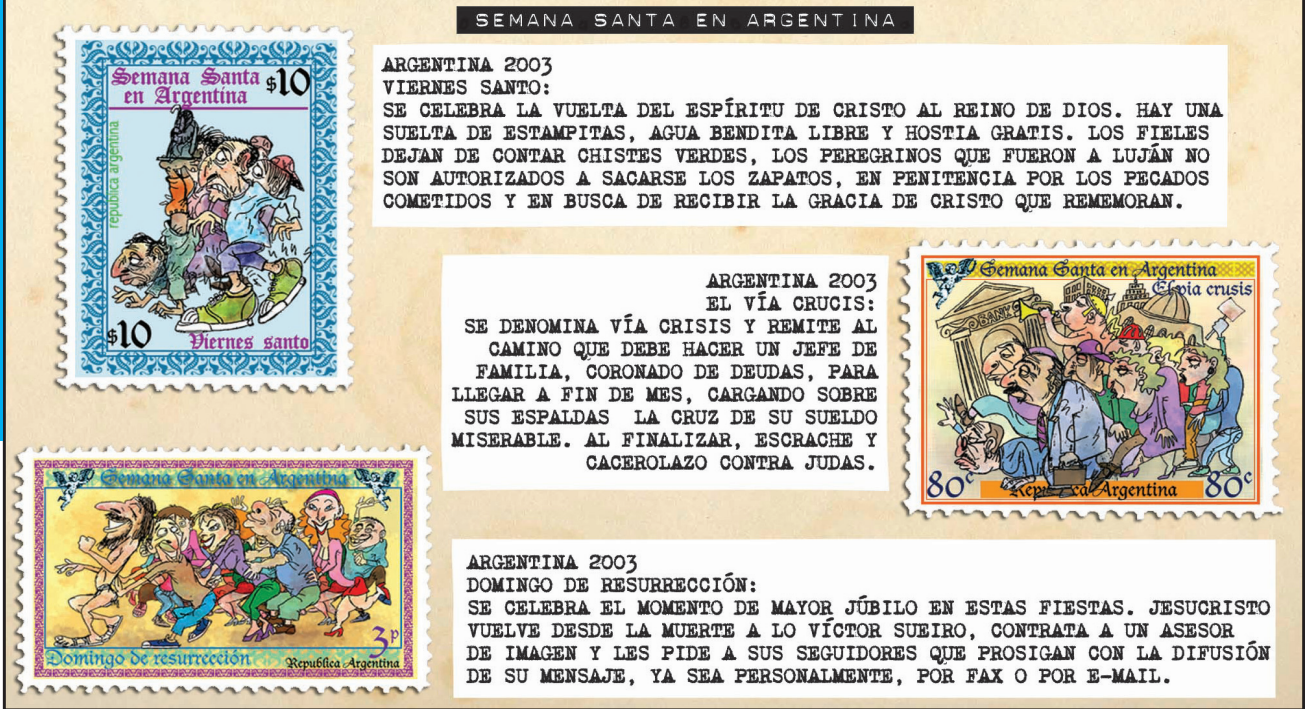 SEMANA SANTA EN ARGENTINA
Semana Santa
en Argentina
$10
republica argentina
$10
Viernes santo
ARGENTINA 2003
VIERNES SANTO:
SE CELEBRA LA VUELTA DEL ESPÍRITU DE CRISTO AL REINO DE DIOS. HAY UNA
SUELTA DE ESTAMPITAS, AGUA BENDITA LIBRE Y HOSTIA GRATIS. LOS FIELES
DEJAN DE CONTAR CHISTES VERDES, LOS PEREGRINOS QUE FUERON A LUJÁN NO
SON AUTORIZADOS A SACARSE LOS ZAPATOS, EN PENITENCIA POR LOS PECADOS
COMETIDOS Y EN BUSCA DE RECIBIR LA GRACIA DE CRISTO QUE REMEMORAN.
ARGENTINA 2003
EL VÍA CRUCIS:
SE DENOMINA VÍA CRISIS Y REMITE AL
CAMINO QUE DEBE HACER UN JEFE DE
FAMILIA, CORONADO DE DEUDAS, PARA
LLEGAR A FIN DE MES, CARGANDO SOBRE
SUS ESPALDAS LA CRUZ DE SU SUELDO
MISERABLE. AL FINALIZAR, ESCRACHE Y
CACEROLAZO CONTRA JUDAS.
Semana Santa en Argentina
El via crusis
BANK
80c
Argentina
80c
Semana Santa en Argentina
3p
Domingo de resurrección
Republica Argentina
ARGENTINA 2003
DOMINGO DE RESURRECCIÓN:
SE CELEBRA EL MOMENTO DE MAYOR JÚBILO EN ESTAS FIESTAS. JESUCRISTO
VUELVE DESDE LA MUERTE A LO VÍCTOR SUEIRO, CONTRATA A UN ASESOR
DE IMAGEN Y LES PIDE A SUS SEGUIDORES QUE PROSIGAN CON LA DIFUSIÓN
DE SU MENSAJE, YA SEA PERSONALMENTE, POR FAX O POR E-MAIL.